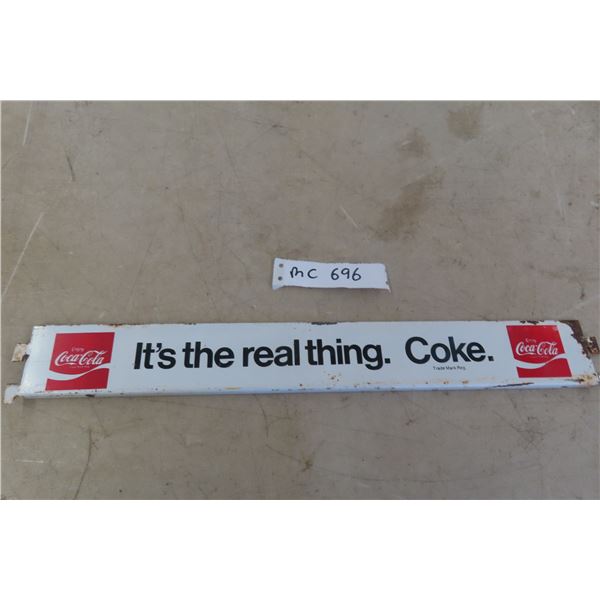 mc 696
Enjoy
Coca-Cola
It's the real thing. Coke.
Trade Mark Reg.
Enjoy
Coca-Cola